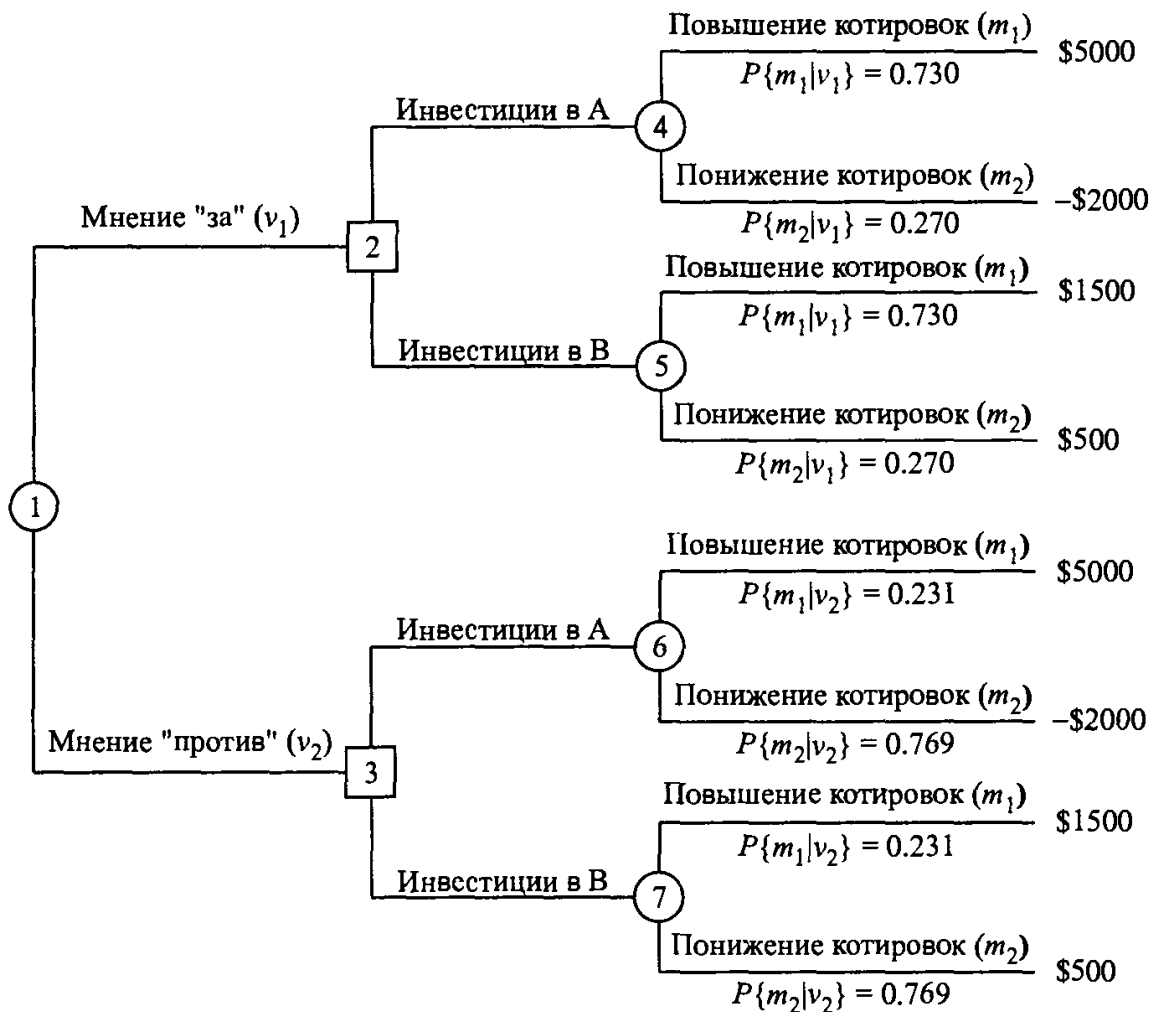 Повышение котировок (m₁)
$5000
P{m₁|v₁} = 0.730
Инвестиции в А
4
Понижение котировок (m₂)
–$2000
P{m₂|v₁} = 0.270
Мнение "за" (v₁)
2
Повышение котировок (m₁)
$1500
P{m₁|v₁} = 0.730
Инвестиции в В
5
Понижение котировок (m₂)
$500
P{m₂|v₁} = 0.270
1
Повышение котировок (m₁)
$5000
P{m₁|v₂} = 0.231
Инвестиции в А
6
Понижение котировок (m₂)
–$2000
P{m₂|v₂} = 0.769
Мнение "против" (v₂)
3
Повышение котировок (m₁)
$1500
P{m₁|v₂} = 0.231
Инвестиции в В
7
Понижение котировок (m₂)
$500
P{m₂|v₂} = 0.769